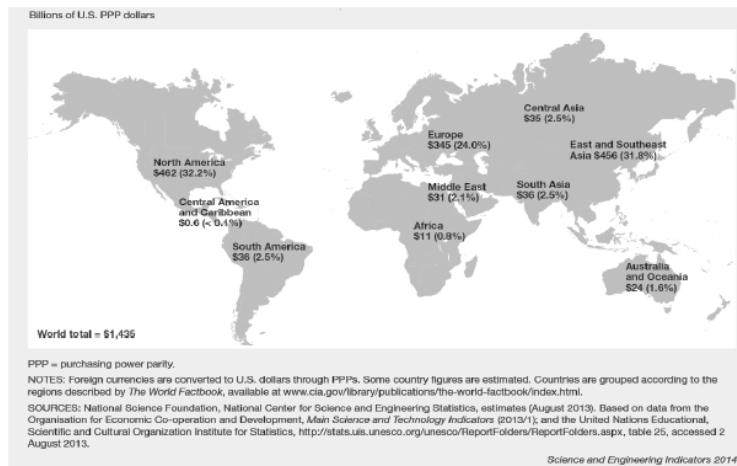 Billions of U.S. PPP dollars
Central Asia
$35 (2.5%)
Europe
$345 (24.0%)
East and Southeast
Asia $456 (31.8%)
North America
$462 (32.2%)
Middle East
$31 (2.1%)
South Asia
$36 (2.5%)
Central America
and Caribbean
$0.6 (< 0.1%)
Africa
$11 (0.8%)
South America
$36 (2.5%)
Australia
and Oceania
$24 (1.6%)
World total = $1,435
PPP = purchasing power parity.
NOTES: Foreign currencies are converted to U.S. dollars through PPPs. Some country figures are estimated. Countries are grouped according to the
regions described by The World Factbook, available at www.cia.gov/library/publications/the-world-factbook/index.html.
SOURCES: National Science Foundation, National Center for Science and Engineering Statistics, estimates (August 2013). Based on data from the
Organisation for Economic Co-operation and Development, Main Science and Technology Indicators (2013/1); and the United Nations Educational,
Scientific and Cultural Organization Institute for Statistics, http://stats.uis.unesco.org/unesco/ReportFolders/ReportFolders.aspx, table 25, accessed 2
August 2013.
Science and Engineering Indicators 2014